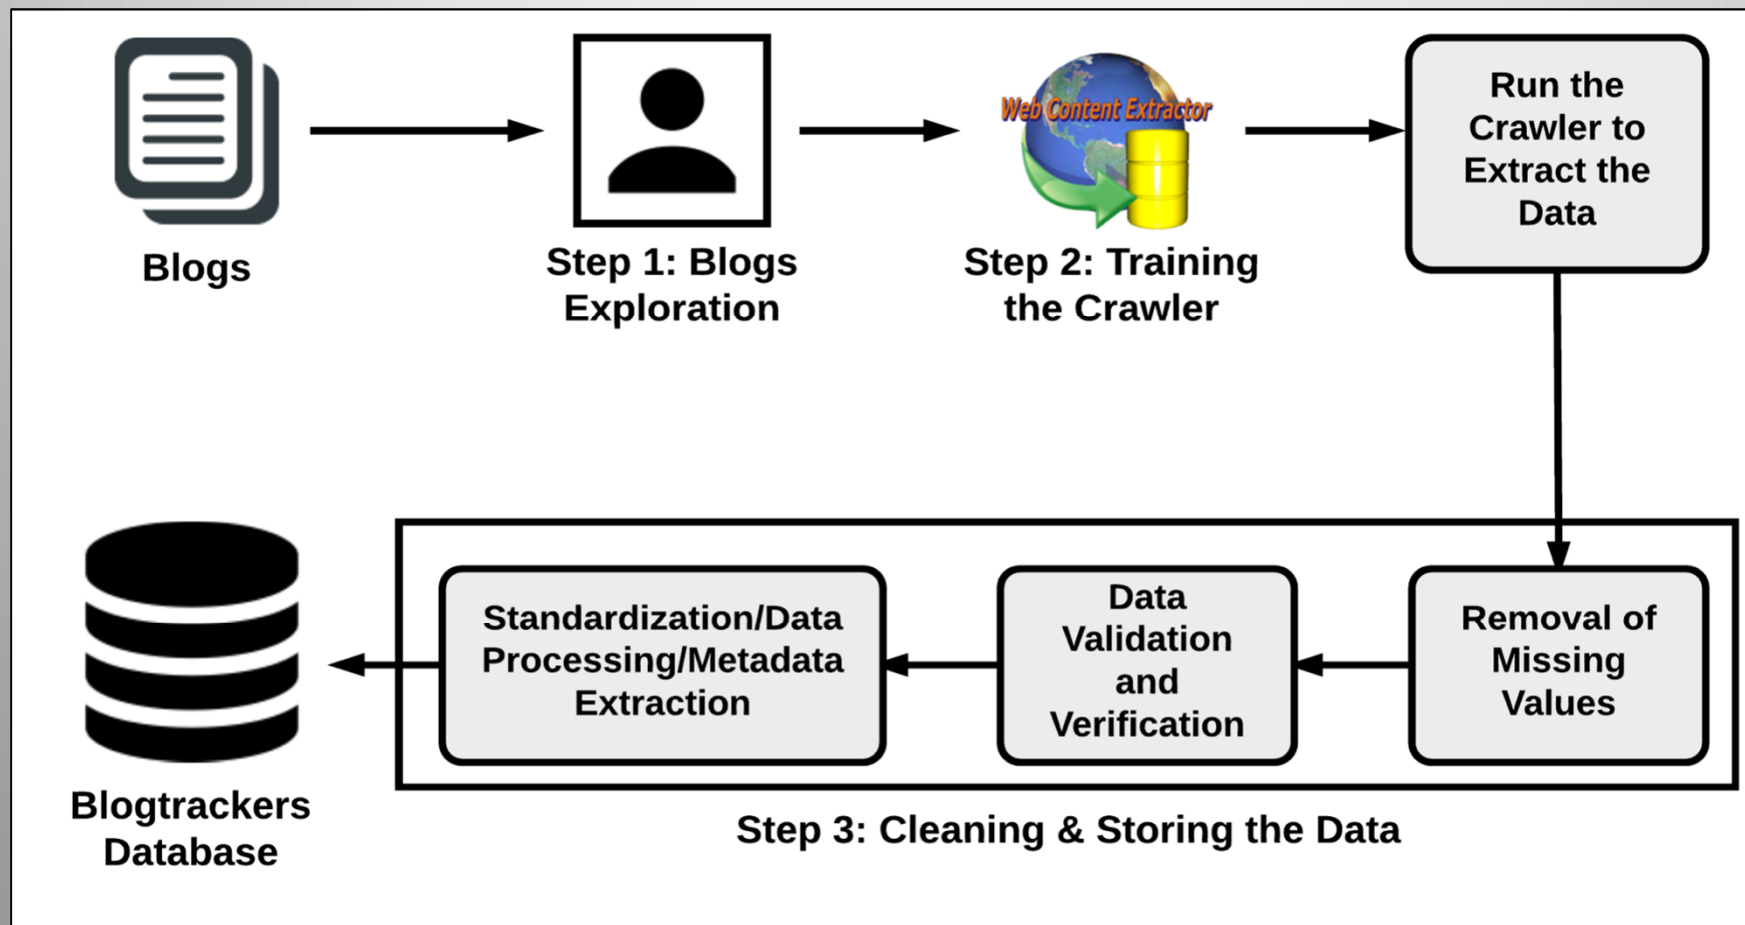 Blogs
Step 1: Blogs
Exploration
Web Content Extractor
Step 2: Training
the Crawler
Run the
Crawler to
Extract the
Data
Removal of
Missing
Values
Data
Validation
and
Verification
Standardization/Data
Processing/Metadata
Extraction
Step 3: Cleaning & Storing the Data
Blogtrackers
Database